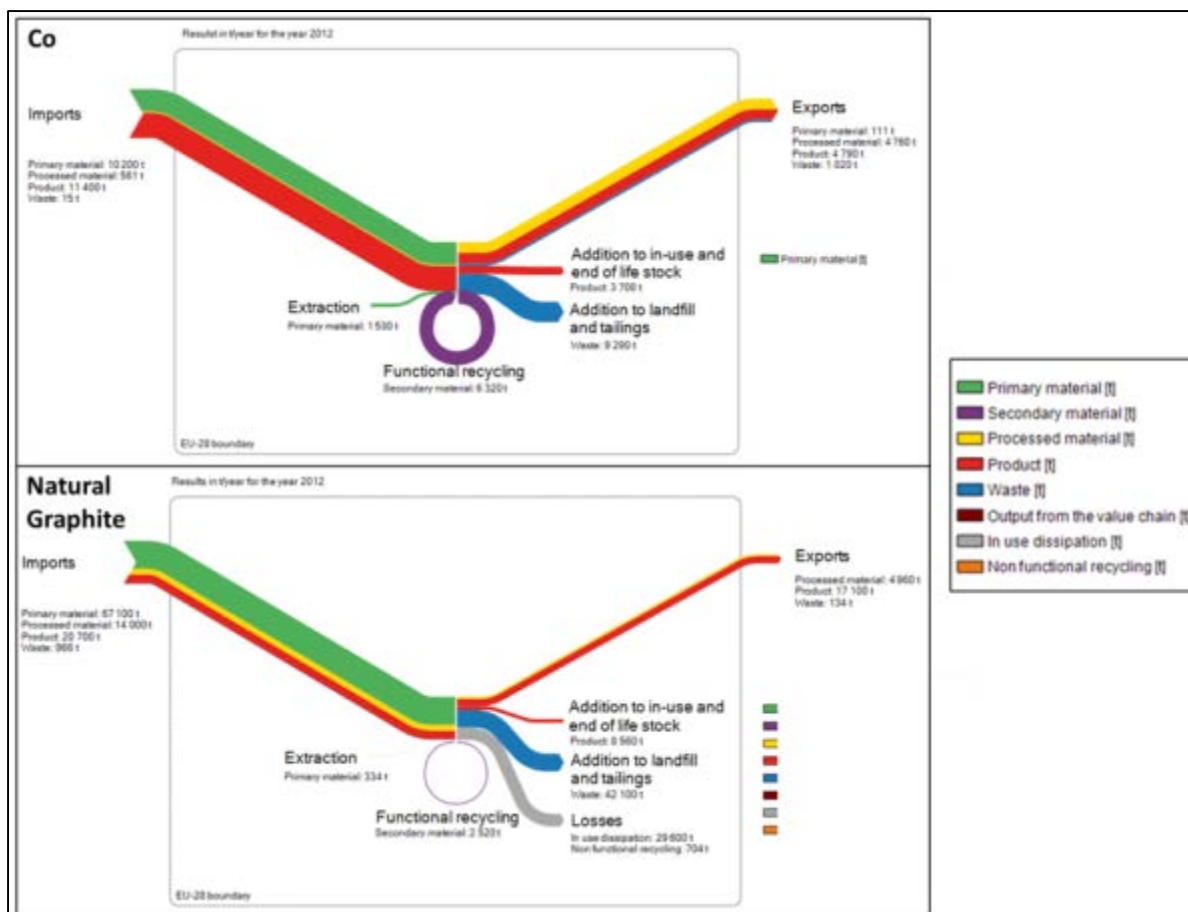 Co
Resulst in t/year for the year 2012
Imports
Primary material: 10 200 t
Processed material: 561 t
Product: 11 400 t
Waste: 15 t
Exports
Primary material: 111 t
Processed material: 4 760 t
Product: 4 790 t
Waste: 1 020 t
Addition to in-use and
end of life stock
Product: 3 700 t
Primary material [t]
Extraction
Primary material: 1 530 t
Addition to landfill
and tailings
Waste: 9 290 t
Functional recycling
Secondary material: 6 320 t
EU-28 boundary
Natural
Graphite
Results in t/year for the year 2012
Imports
Primary material: 67 100 t
Processed material: 14 000 t
Product: 20 700 t
Waste: 966 t
Exports
Processed material: 4 960 t
Product: 17 100 t
Waste: 134 t
Addition to in-use and
end of life stock
Product: 8 560 t
Extraction
Primary material: 334 t
Addition to landfill
and tailings
Waste: 42 100 t
Functional recycling
Secondary material: 2 520 t
Losses
In use dissipation: 29 600 t
Non functional recycling: 704 t
EU-28 boundary
Primary material [t]
Secondary material [t]
Processed material [t]
Product [t]
Waste [t]
Output from the value chain [t]
In use dissipation [t]
Non functional recycling [t]